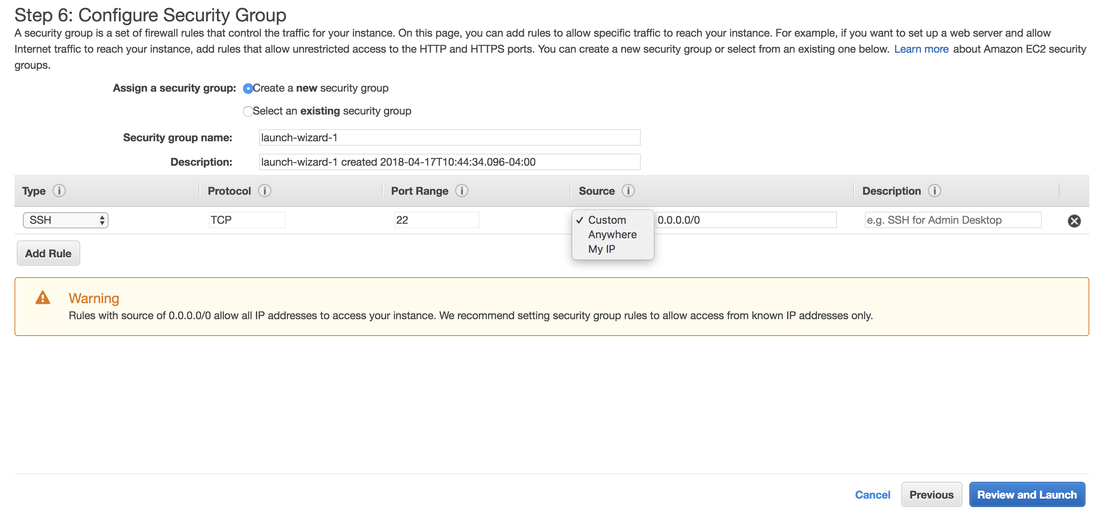 Step 6: Configure Security Group
A security group is a set of firewall rules that control the traffic for your instance. On this page, you can add rules to allow specific traffic to reach your instance. For example, if you want to set up a web server and allow
Internet traffic to reach your instance, add rules that allow unrestricted access to the HTTP and HTTPS ports. You can create a new security group or select from an existing one below. Learn more about Amazon EC2 security
groups.
Assign a security group: Create a new security group
Select an existing security group
Security group name: launch-wizard-1
Description: launch-wizard-1 created 2018-04-17T10:44:34.096-04:00
Type i Protocol i Port Range i Source i Description i
SSH TCP 22 Custom 0.0.0.0/0 e.g. SSH for Admin Desktop
Anywhere
My IP
Add Rule
Warning
Rules with source of 0.0.0.0/0 allow all IP addresses to access your instance. We recommend setting security group rules to allow access from known IP addresses only.
Cancel Previous Review and Launch